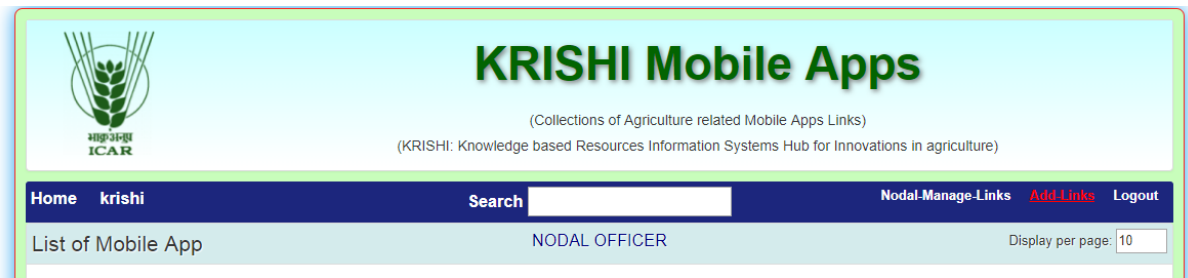 KRISHI Mobile Apps
(Collections of Agriculture related Mobile Apps Links)
(KRISHI: Knowledge based Resources Information Systems Hub for Innovations in agriculture)
भाकृअनुप
ICAR
Home krishi Search Nodal-Manage-Links Add-Links Logout
List of Mobile App NODAL OFFICER Display per page: 10